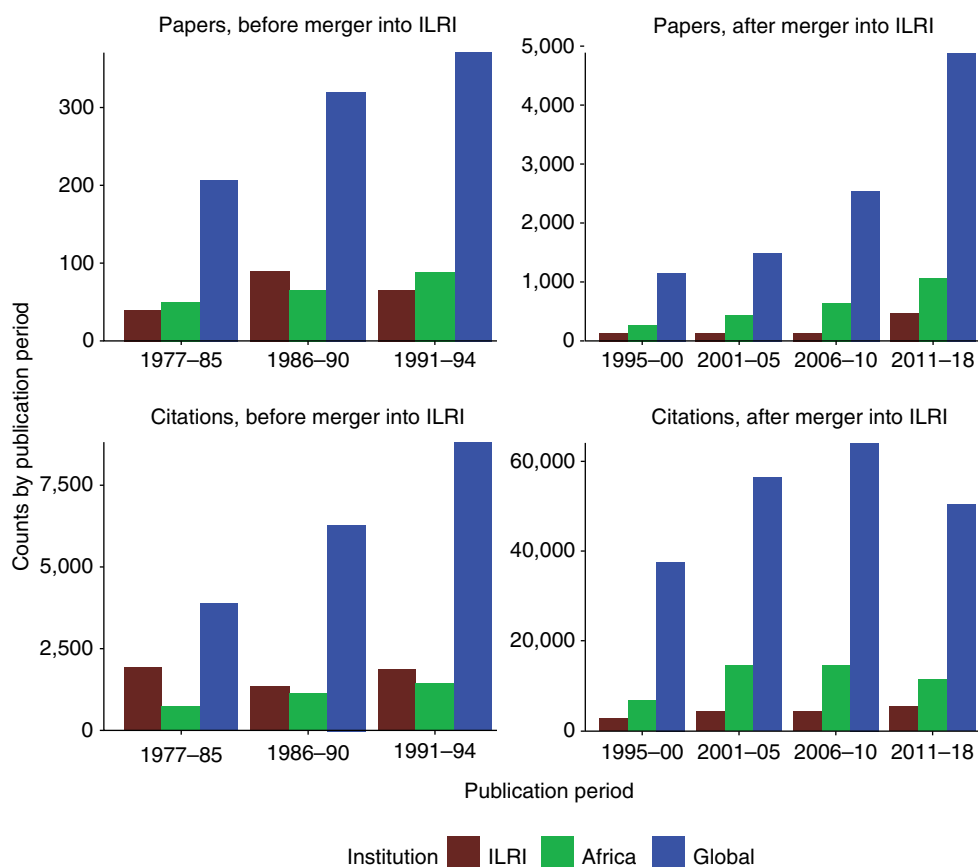 Papers, before merger into ILRI
300
200
100
0
1977–85 1986–90 1991–94
Papers, after merger into ILRI
5,000
4,000
3,000
2,000
1,000
0
1995–00 2001–05 2006–10 2011–18
Counts by publication period
Citations, before merger into ILRI
7,500
5,000
2,500
0
1977–85 1986–90 1991–94
Citations, after merger into ILRI
60,000
40,000
20,000
0
1995–00 2001–05 2006–10 2011–18
Publication period
Institution ILRI Africa Global